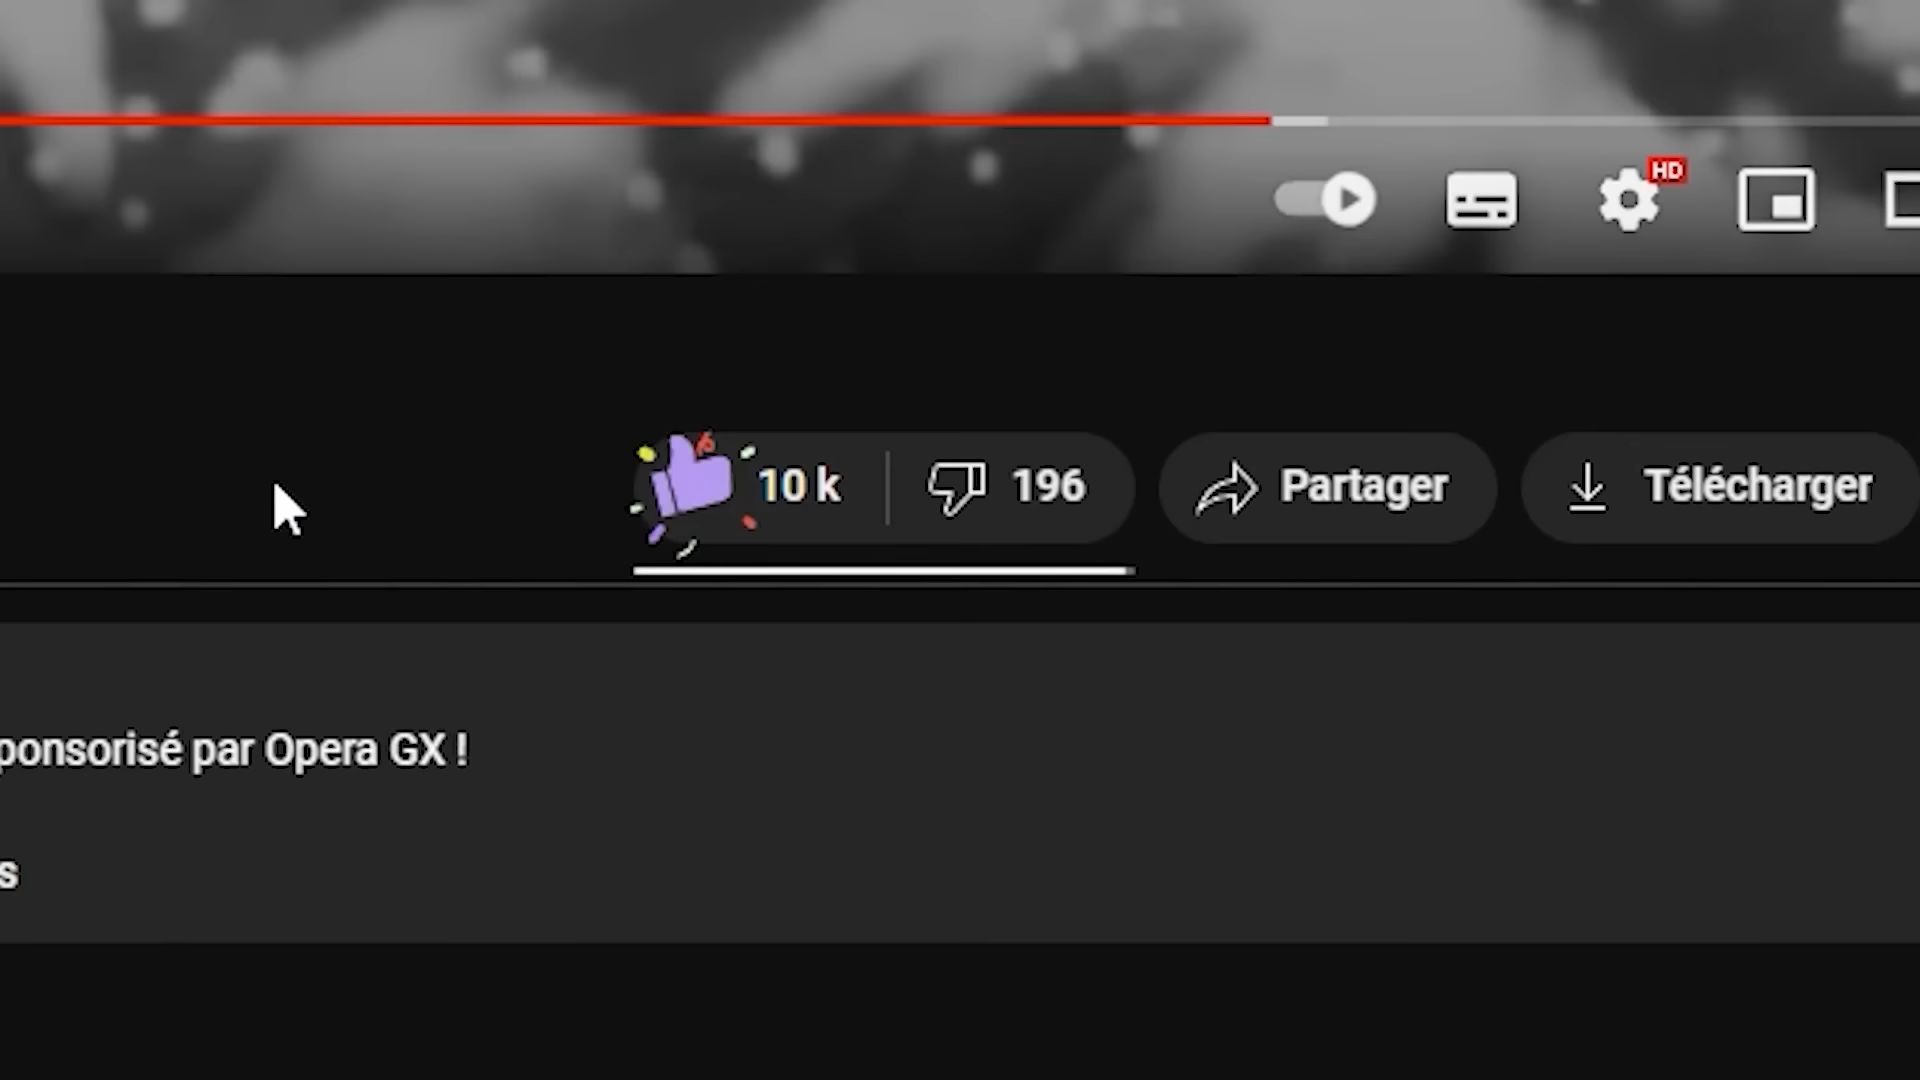 HD
10 k
196
Partager
Télécharger
ponsorisé par Opera GX !
s